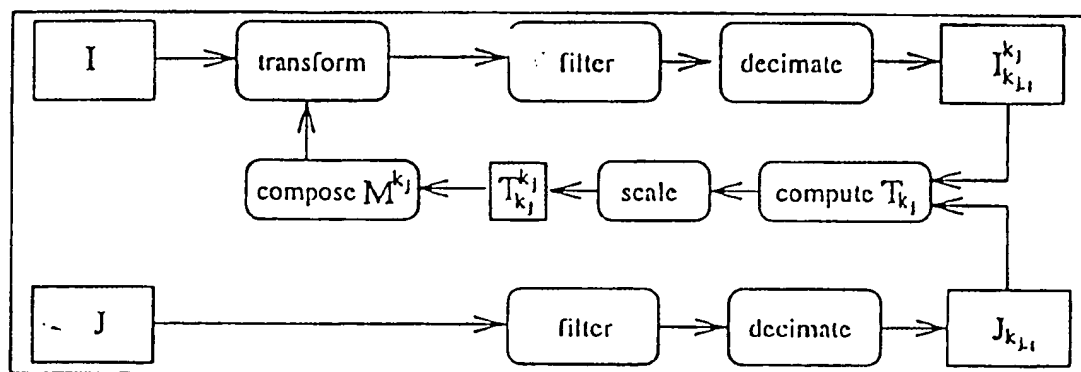 I transform filter decimate I^{k_j}_{k_{j-1}}
compose M^{k_j} T^{k_j}_{k_j} scale compute T_{k_j}
J filter decimate J_{k_{j-1}}